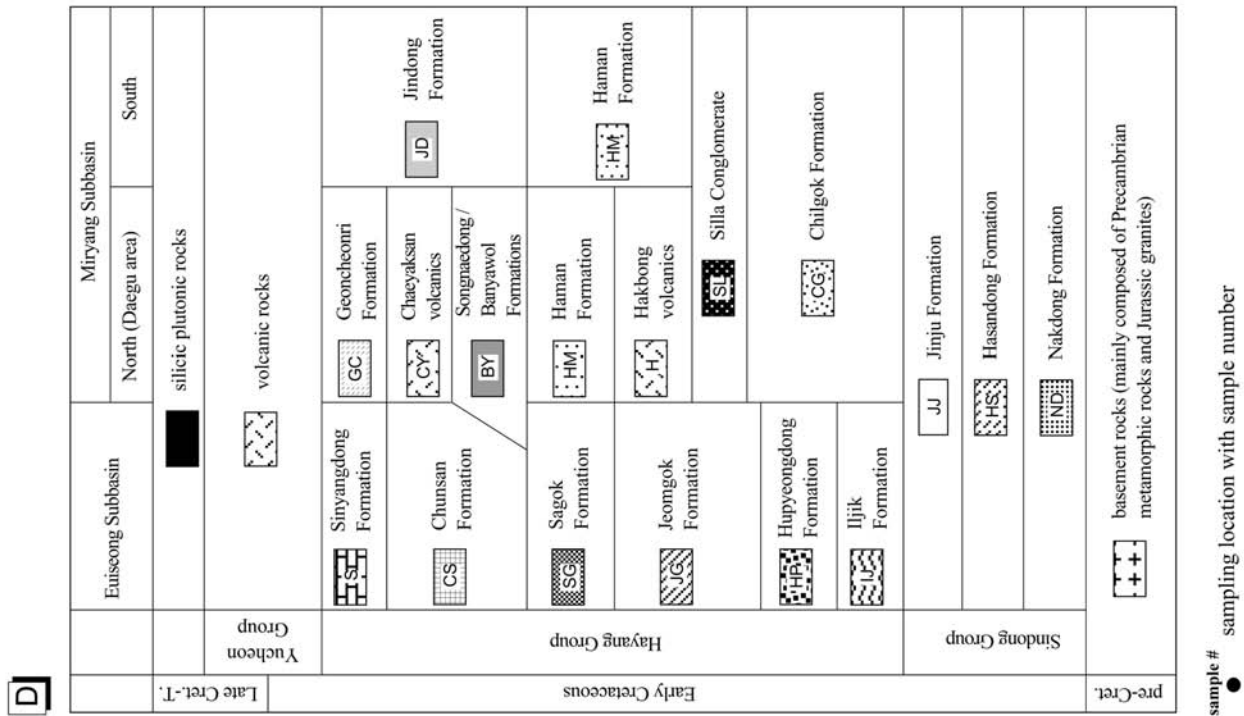 D
Euiseong Subbasin
Miryang Subbasin
North (Daegu area)
South
Late Cret.-T.
silicic plutonic rocks
Yucheon
Group
volcanic rocks
Early Cretaceous
Hayang Group
Sinyangdong
Formation
Geoncheonri
Formation
GC
Jindong
Formation
JD
CS
Chunsan
Formation
CY
Chaeyaksan
volcanics
BY
Songnaedong /
Banyawol
Formations
SG
Sagok
Formation
HM
Haman
Formation
HM
Haman
Formation
JG
Jeomgok
Formation
H
Hakbong
volcanics
SL
Silla Conglomerate
HP
Hupyeongdong
Formation
CG
Chilgok Formation
IJ
Iljik
Formation
Sindong Group
JJ
Jinju Formation
HS
Hasandong Formation
ND
Nakdong Formation
pre-Cret.
basement rocks (mainly composed of Precambrian
metamorphic rocks and Jurassic granites)
sample #
sampling location with sample number